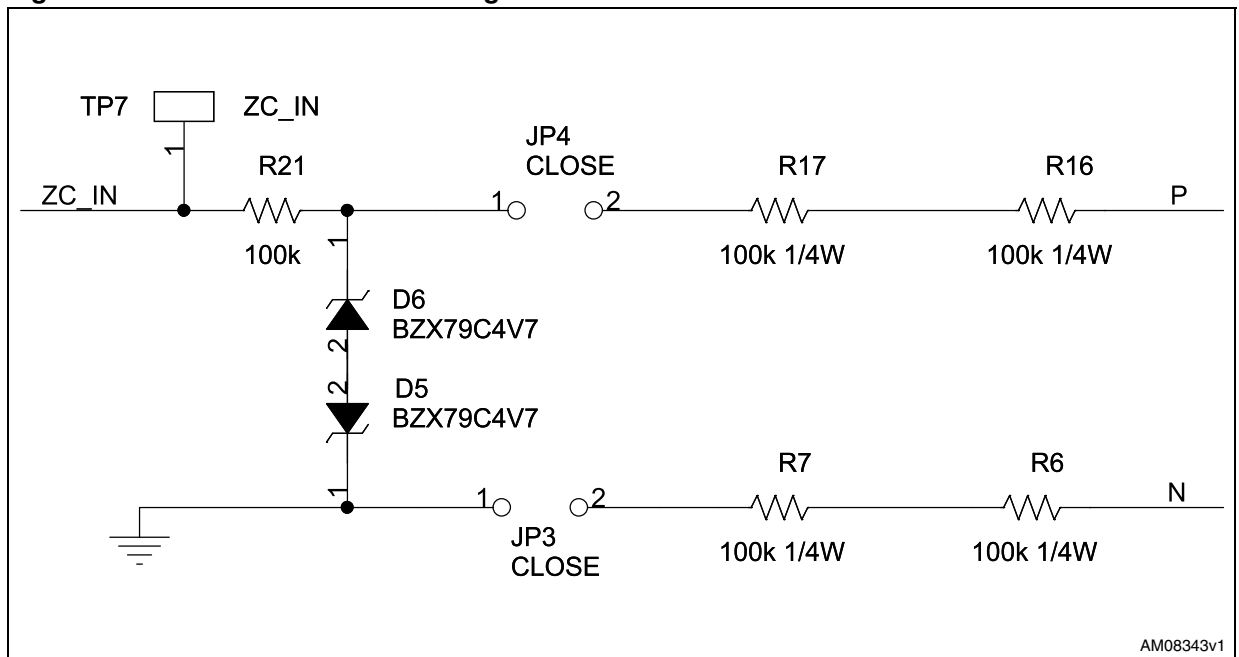 TP7 ZC_IN
1
JP4
CLOSE
R21
R17
R16
ZC_IN
1
2
P
100k
100k 1/4W
100k 1/4W
1
D6
BZX79C4V7
2
2
D5
BZX79C4V7
1
R7
R6
1
2
N
JP3
CLOSE
100k 1/4W
100k 1/4W
AM08343v1